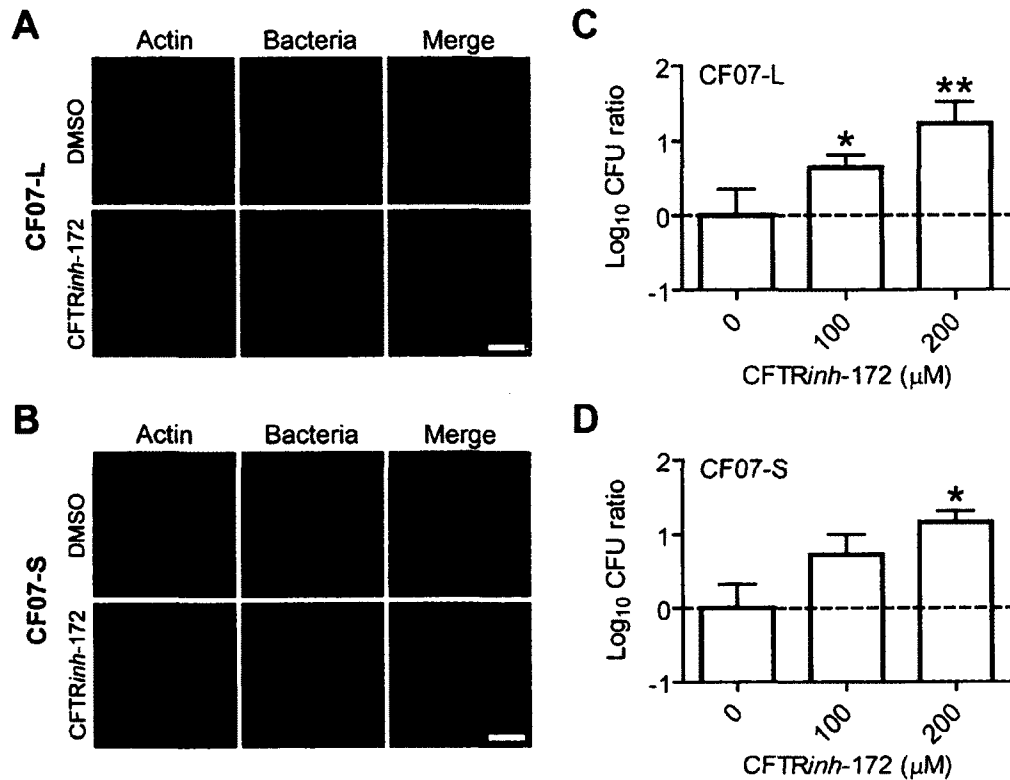 A
Actin Bacteria Merge
CF07-L
DMSO
CFTRinh-172
B
Actin Bacteria Merge
CF07-S
DMSO
CFTRinh-172
C
CF07-L
Log10 CFU ratio
2
1
0
-1
*
**
0 100 200
CFTRinh-172 (μM)
D
CF07-S
Log10 CFU ratio
2
1
0
-1
*
0 100 200
CFTRinh-172 (μM)